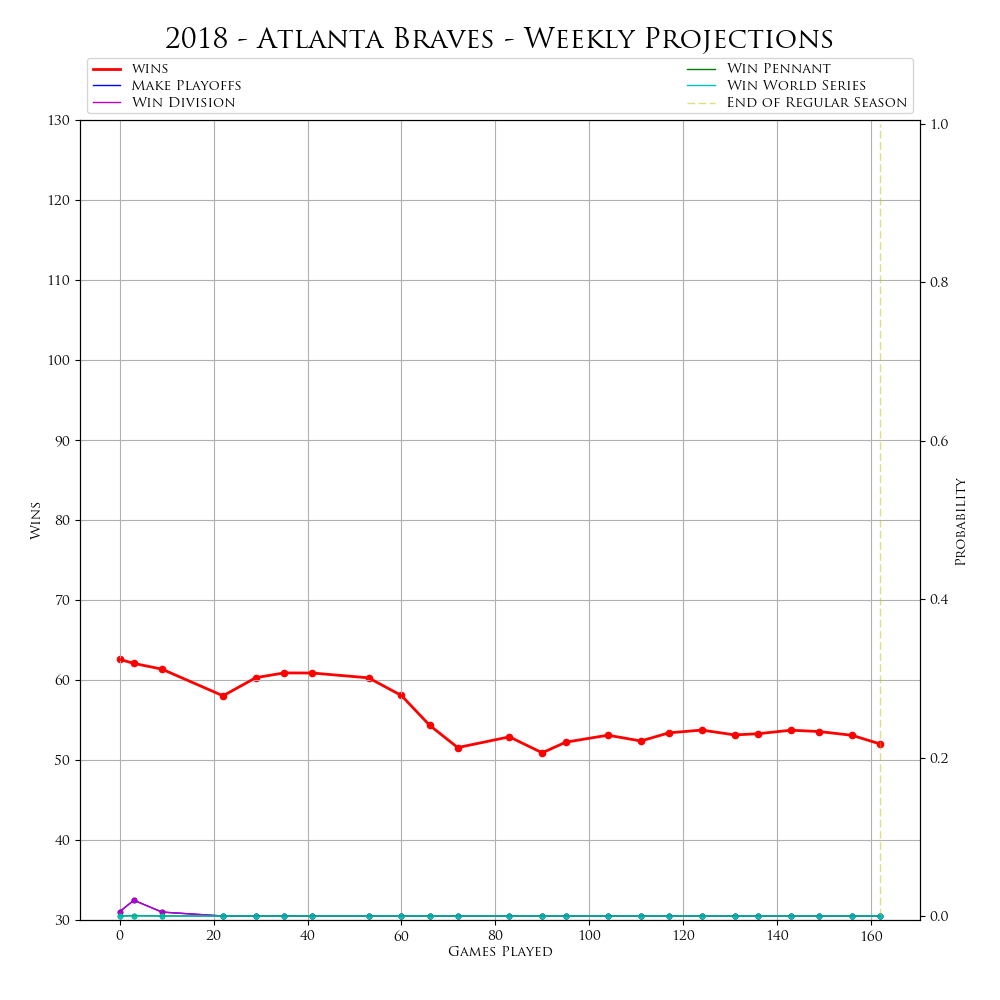 2018 - Atlanta Braves - Weekly Projections
wins
Make Playoffs
Win Division
Win Pennant
Win World Series
End of Regular Season
130
120
110
100
90
80
70
60
50
40
30
Wins
1.0
0.8
0.6
0.4
0.2
0.0
Probability
0 20 40 60 80 100 120 140 160
Games Played